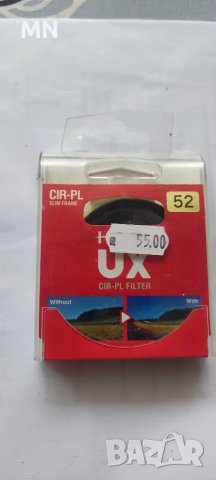 MN
CIR-PL
SLIM FRAME
52
55.00
UX
CIR-PL FILTER
Without
With
BAZAR
bg